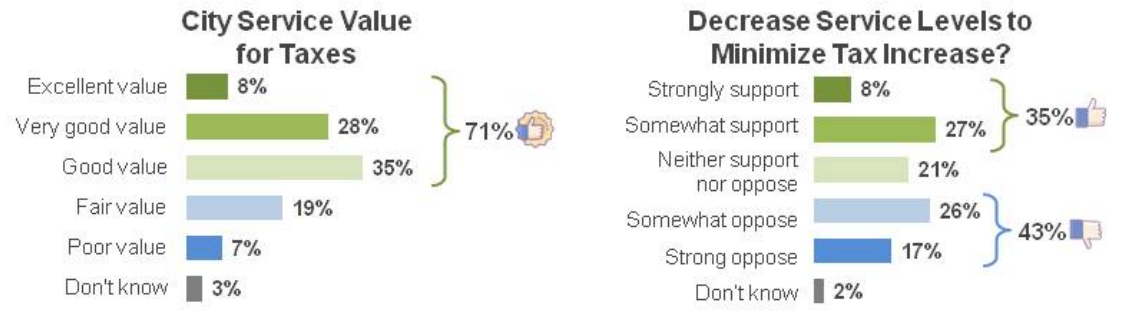 City Service Value
for Taxes
Excellent value 8%
Very good value 28%
Good value 35%
71%
Fair value 19%
Poor value 7%
Don't know 3%
Decrease Service Levels to
Minimize Tax Increase?
Strongly support 8%
Somewhat support 27%
35%
Neither support
nor oppose 21%
Somewhat oppose 26%
43%
Strong oppose 17%
Don't know 2%